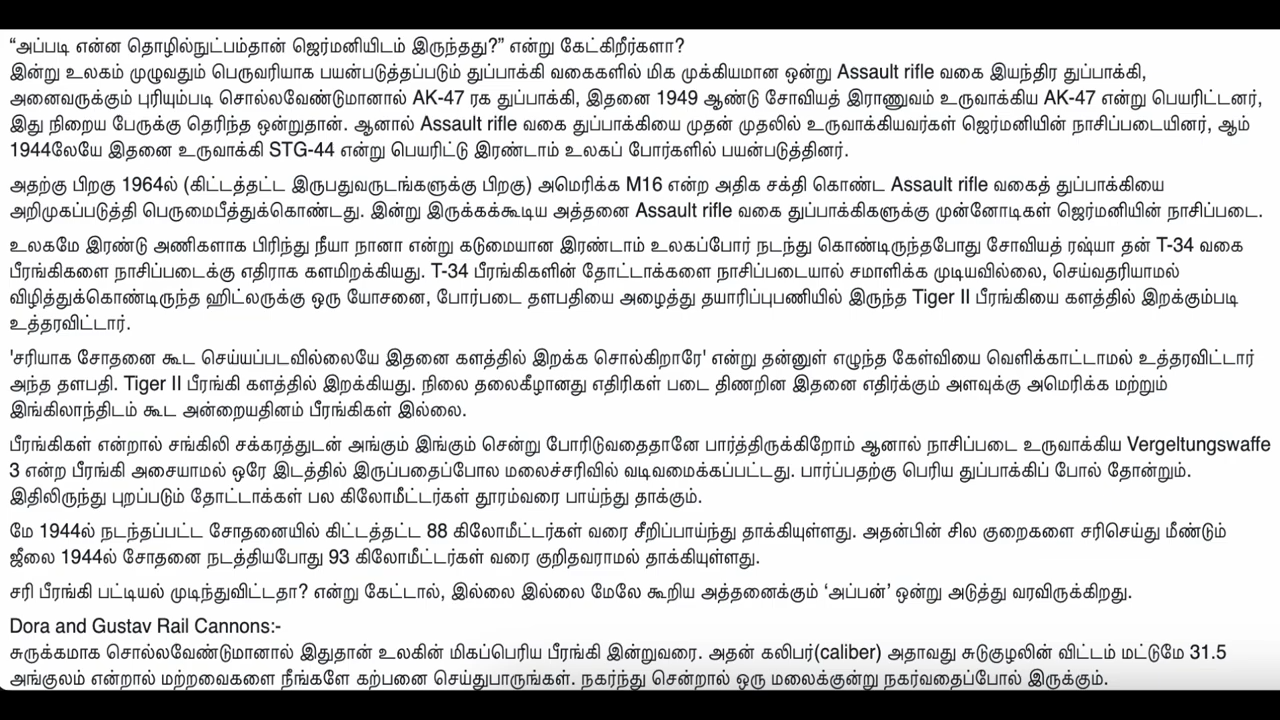 “அப்படி என்ன தொழில்நுட்பம்தான் ஜெர்மனியிடம் இருந்தது?” என்று கேட்கிறீர்களா?
இன்று உலகம் முழுவதும் பெருவரியாக பயன்படுத்தப்படும் துப்பாக்கி வகைகளில் மிக முக்கியமான ஒன்று Assault rifle வகை இயந்திர துப்பாக்கி,
அனைவருக்கும் புரியும்படி சொல்லவேண்டுமானால் AK-47 ரக துப்பாக்கி, இதனை 1949 ஆண்டு சோவியத் இராணுவம் உருவாக்கிய AK-47 என்று பெயரிட்டனர்,
இது நிறைய பேருக்கு தெரிந்த ஒன்றுதான். ஆனால் Assault rifle வகை துப்பாக்கியை முதன் முதலில் உருவாக்கியவர்கள் ஜெர்மனியின் நாசிப்படையினர், ஆம்
1944லேயே இதனை உருவாக்கி STG-44 என்று பெயரிட்டு இரண்டாம் உலகப் போர்களில் பயன்படுத்தினர்.
அதற்கு பிறகு 1964ல் (கிட்டத்தட்ட இருபதுவருடங்களுக்கு பிறகு) அமெரிக்க M16 என்ற அதிக சக்தி கொண்ட Assault rifle வகைத் துப்பாக்கியை
அறிமுகப்படுத்தி பெருமைபீத்துக்கொண்டது. இன்று இருக்கக்கூடிய அத்தனை Assault rifle வகை துப்பாக்கிகளுக்கு முன்னோடிகள் ஜெர்மனியின் நாசிப்படை.
உலகமே இரண்டு அணிகளாக பிரிந்து நீயா நானா என்று கடுமையான இரண்டாம் உலகப்போர் நடந்து கொண்டிருந்தபோது சோவியத் ரஷ்யா தன் T-34 வகை
பீரங்கிகளை நாசிப்படைக்கு எதிராக களமிறக்கியது. T-34 பீரங்கிகளின் தோட்டாக்களை நாசிப்படையால் சமாளிக்க முடியவில்லை, செய்வதரியாமல்
விழித்துக்கொண்டிருந்த ஹிட்லருக்கு ஒரு யோசனை, போர்படை தளபதியை அழைத்து தயாரிப்புபணியில் இருந்த Tiger II பீரங்கியை களத்தில் இறக்கும்படி
உத்தரவிட்டார்.
'சரியாக சோதனை கூட செய்யப்படவில்லையே இதனை களத்தில் இறக்க சொல்கிறாரே' என்று தன்னுள் எழுந்த கேள்வியை வெளிக்காட்டாமல் உத்தரவிட்டார்
அந்த தளபதி. Tiger II பீரங்கி களத்தில் இறக்கியது. நிலை தலைகீழானது எதிரிகள் படை திணறின இதனை எதிர்க்கும் அளவுக்கு அமெரிக்க மற்றும்
இங்கிலாந்திடம் கூட அன்றையதினம் பீரங்கிகள் இல்லை.
பீரங்கிகள் என்றால் சங்கிலி சக்கரத்துடன் அங்கும் இங்கும் சென்று போரிடுவதைதானே பார்த்திருக்கிறோம் ஆனால் நாசிப்படை உருவாக்கிய Vergeltungswaffe
3 என்ற பீரங்கி அசையாமல் ஒரே இடத்தில் இருப்பதைப்போல மலைச்சரிவில் வடிவமைக்கப்பட்டது. பார்ப்பதற்கு பெரிய துப்பாக்கிப் போல் தோன்றும்.
இதிலிருந்து புறப்படும் தோட்டாக்கள் பல கிலோமீட்டர்கள் தூரம்வரை பாய்ந்து தாக்கும்.
மே 1944ல் நடந்தப்பட்ட சோதனையில் கிட்டத்தட்ட 88 கிலோமீட்டர்கள் வரை சீறிப்பாய்ந்து தாக்கியுள்ளது. அதன்பின் சில குறைகளை சரிசெய்து மீண்டும்
ஜீலை 1944ல் சோதனை நடத்தியபோது 93 கிலோமீட்டர்கள் வரை குறிதவராமல் தாக்கியுள்ளது.
சரி பீரங்கி பட்டியல் முடிந்துவிட்டதா? என்று கேட்டால், இல்லை இல்லை மேலே கூறிய அத்தனைக்கும் ‘அப்பன்’ ஒன்று அடுத்து வரவிருக்கிறது.
Dora and Gustav Rail Cannons:-
சுருக்கமாக சொல்லவேண்டுமானால் இதுதான் உலகின் மிகப்பெரிய பீரங்கி இன்றுவரை. அதன் கலிபர்(caliber) அதாவது சுடுகுழலின் விட்டம் மட்டுமே 31.5
அங்குலம் என்றால் மற்றவைகளை நீங்களே கற்பனை செய்துபாருங்கள். நகர்ந்து சென்றால் ஒரு மலைக்குன்று நகர்வதைப்போல் இருக்கும்.